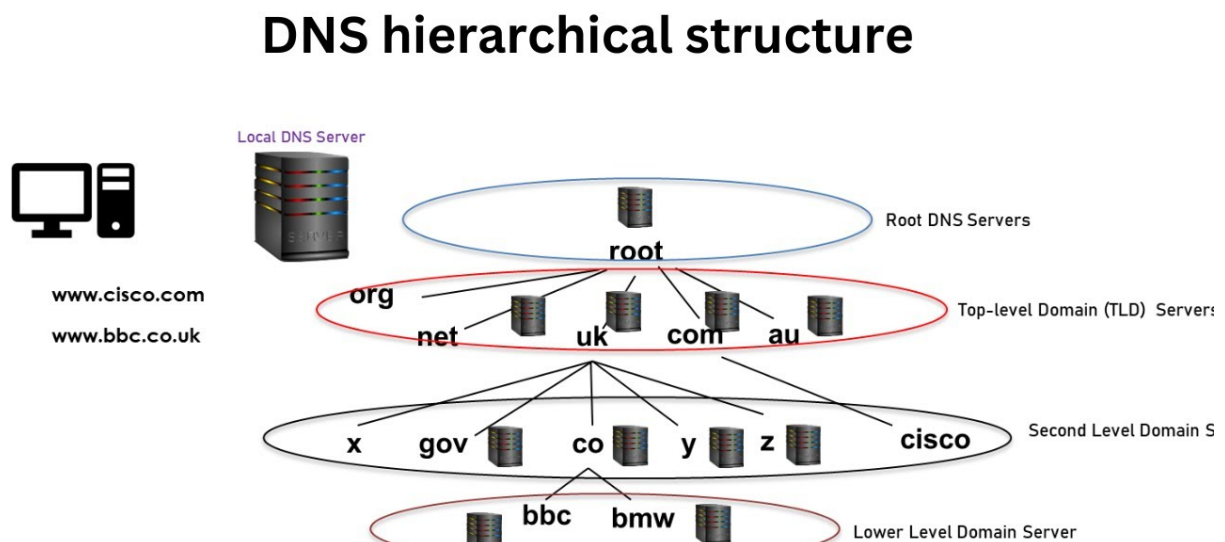 DNS hierarchical structure
Local DNS Server
SERVER
Root DNS Servers
root
www.cisco.com
www.bbc.co.uk
org
net
uk
com
au
Top-level Domain (TLD) Servers
x
gov
co
y
z
cisco
Second Level Domain S
bbc
bmw
Lower Level Domain Server